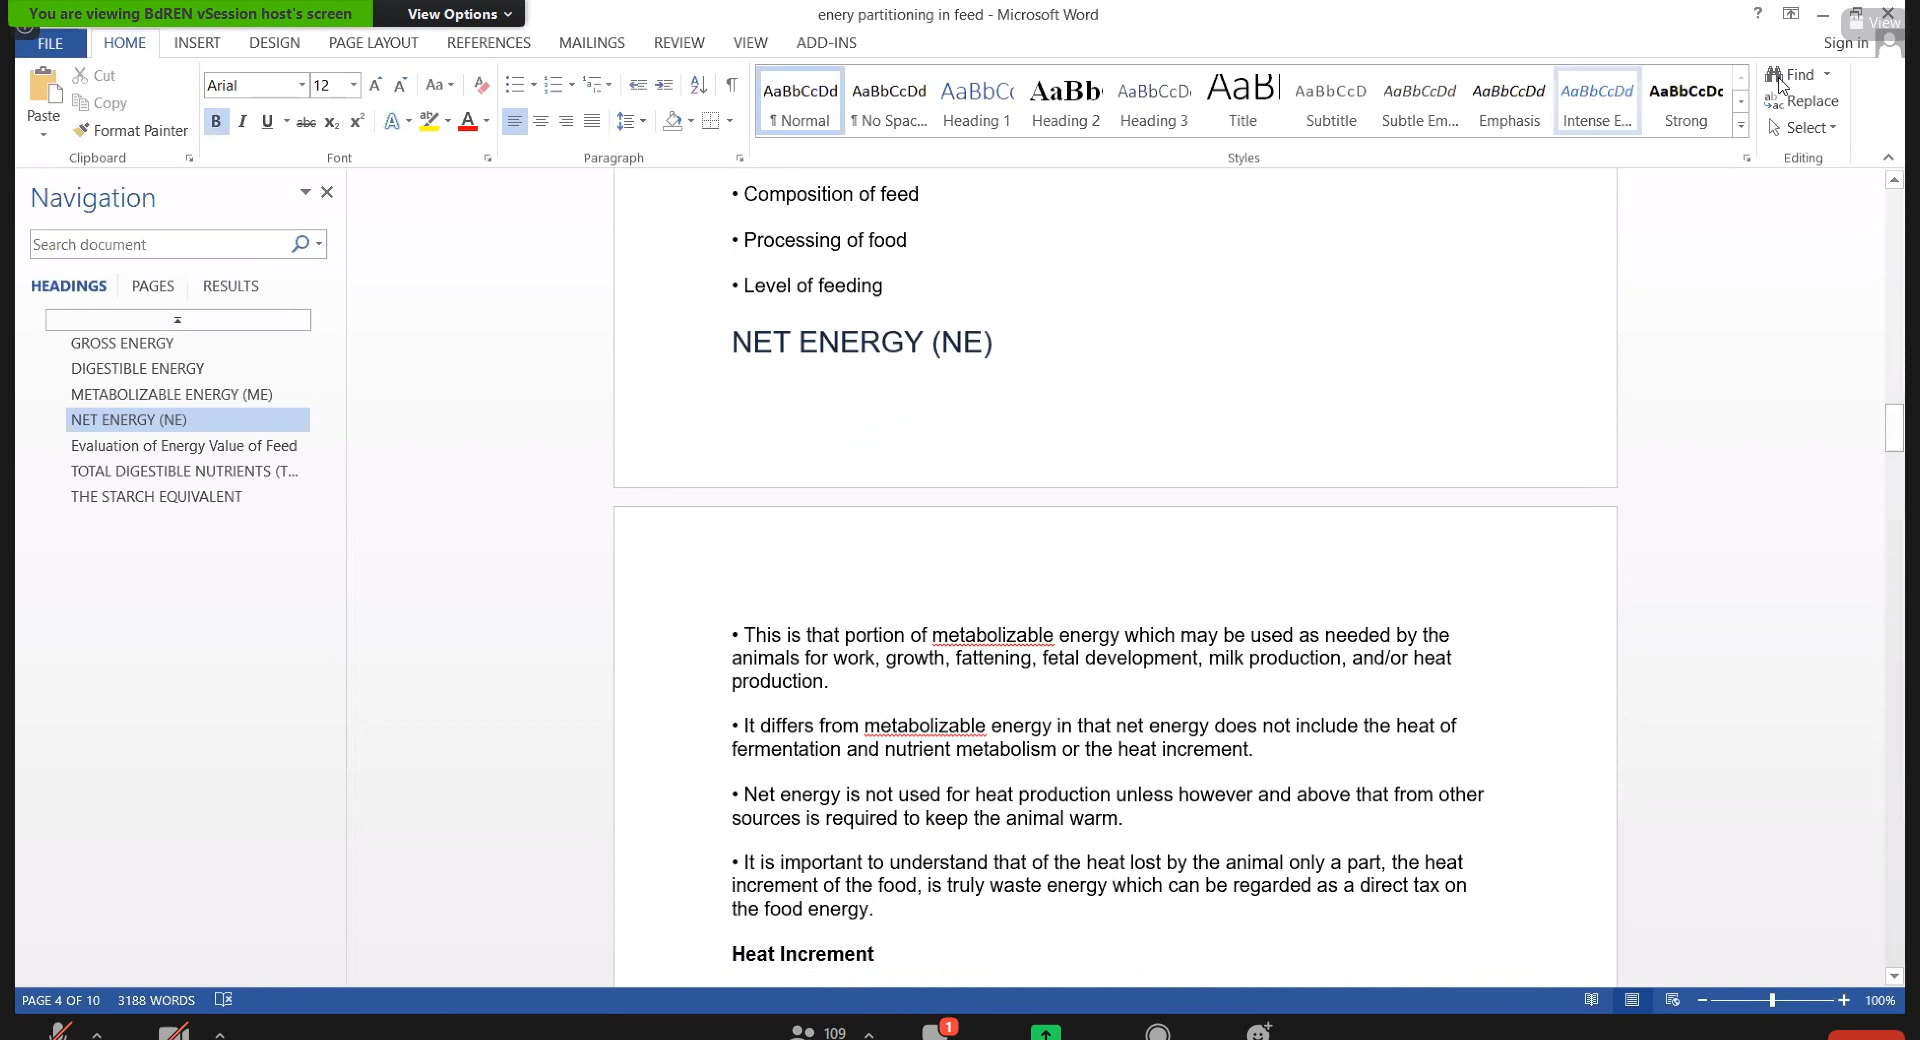 You are viewing BdREN vSession host's screen
View Options
enery partitioning in feed - Microsoft Word
?
View
FILE
HOME
INSERT
DESIGN
PAGE LAYOUT
REFERENCES
MAILINGS
REVIEW
VIEW
ADD-INS
Sign in
Paste
Cut
Copy
Format Painter
Clipboard
Arial
12
Aa
B I U abc x₂ x² A A
Font
Paragraph
AaBbCcDd
¶ Normal
AaBbCcDd
¶ No Spac...
AaBbCc
Heading 1
AaBb
Heading 2
AaBbCcD
Heading 3
AaBl
Title
AaBbCcD
Subtitle
AaBbCcDd
Subtle Em...
AaBbCcDd
Emphasis
AaBbCcDd
Intense E...
AaBbCcDc
Strong
Styles
Find
Replace
Select
Editing
Navigation
Search document
HEADINGS
PAGES
RESULTS
GROSS ENERGY
DIGESTIBLE ENERGY
METABOLIZABLE ENERGY (ME)
NET ENERGY (NE)
Evaluation of Energy Value of Feed
TOTAL DIGESTIBLE NUTRIENTS (T...
THE STARCH EQUIVALENT
• Composition of feed
• Processing of food
• Level of feeding
NET ENERGY (NE)
• This is that portion of metabolizable energy which may be used as needed by the
animals for work, growth, fattening, fetal development, milk production, and/or heat
production.
• It differs from metabolizable energy in that net energy does not include the heat of
fermentation and nutrient metabolism or the heat increment.
• Net energy is not used for heat production unless however and above that from other
sources is required to keep the animal warm.
• It is important to understand that of the heat lost by the animal only a part, the heat
increment of the food, is truly waste energy which can be regarded as a direct tax on
the food energy.
Heat Increment
PAGE 4 OF 10
3188 WORDS
100%
109
1